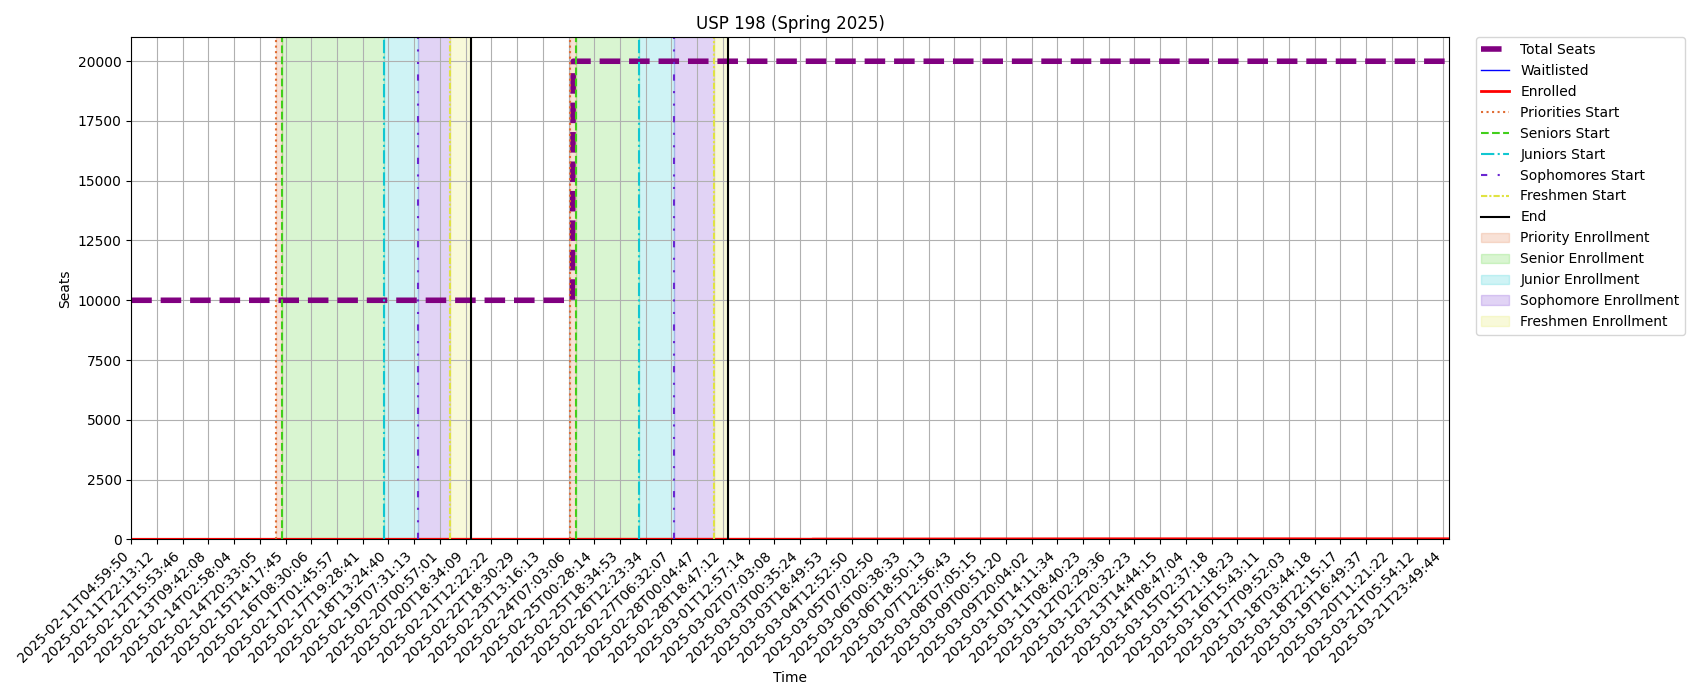 USP 198 (Spring 2025)
20000
17500
15000
12500
10000
7500
5000
2500
0
Seats
2025-02-11T04:59:50
2025-02-11T22:13:12
2025-02-12T15:53:46
2025-02-13T09:42:08
2025-02-14T02:58:04
2025-02-14T20:33:05
2025-02-15T14:17:45
2025-02-16T08:30:06
2025-02-17T01:45:57
2025-02-17T19:28:41
2025-02-18T13:24:40
2025-02-19T07:31:13
2025-02-20T00:57:01
2025-02-20T18:34:09
2025-02-21T12:22:22
2025-02-22T18:30:29
2025-02-23T13:16:13
2025-02-24T07:03:06
2025-02-25T00:28:14
2025-02-25T18:34:53
2025-02-26T12:23:34
2025-02-27T06:32:07
2025-02-28T00:04:47
2025-02-28T18:47:12
2025-03-01T12:57:14
2025-03-02T07:03:08
2025-03-03T00:35:24
2025-03-03T18:49:53
2025-03-04T12:52:50
2025-03-05T07:02:50
2025-03-06T00:38:33
2025-03-06T18:50:13
2025-03-07T12:56:43
2025-03-08T07:05:15
2025-03-09T00:51:20
2025-03-09T20:04:02
2025-03-10T14:11:34
2025-03-11T08:40:23
2025-03-12T02:29:36
2025-03-12T20:32:23
2025-03-13T14:44:15
2025-03-14T08:47:04
2025-03-15T02:37:18
2025-03-15T21:18:23
2025-03-16T15:43:11
2025-03-17T09:52:03
2025-03-18T03:44:18
2025-03-18T22:15:17
2025-03-19T16:49:37
2025-03-20T11:21:22
2025-03-21T05:54:12
2025-03-21T23:49:44
Time
Total Seats
Waitlisted
Enrolled
Priorities Start
Seniors Start
Juniors Start
Sophomores Start
Freshmen Start
End
Priority Enrollment
Senior Enrollment
Junior Enrollment
Sophomore Enrollment
Freshmen Enrollment